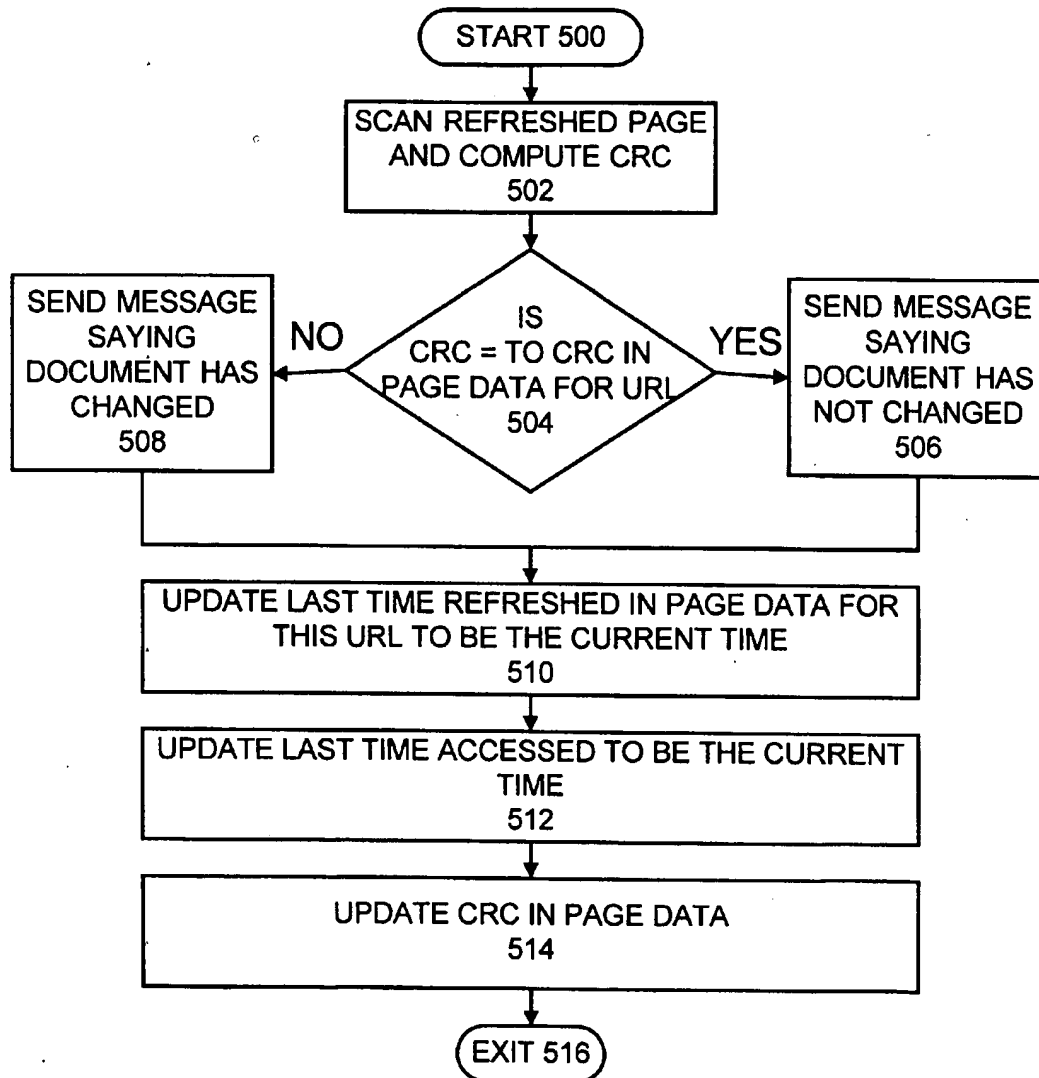 START 500
SCAN REFRESHED PAGE
AND COMPUTE CRC
502
IS
CRC = TO CRC IN
PAGE DATA FOR URL
504
NO
YES
SEND MESSAGE
SAYING
DOCUMENT HAS
CHANGED
508
SEND MESSAGE
SAYING
DOCUMENT HAS
NOT CHANGED
506
UPDATE LAST TIME REFRESHED IN PAGE DATA FOR
THIS URL TO BE THE CURRENT TIME
510
UPDATE LAST TIME ACCESSED TO BE THE CURRENT
TIME
512
UPDATE CRC IN PAGE DATA
514
EXIT 516